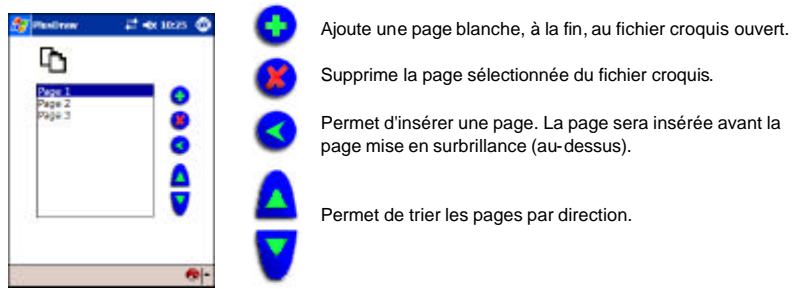 PlanDraw 10:25
Page 1
Page 2
Page 3
Ajoute une page blanche, à la fin, au fichier croquis ouvert.
Supprime la page sélectionnée du fichier croquis.
Permet d'insérer une page. La page sera insérée avant la
page mise en surbrillance (au-dessus).
Permet de trier les pages par direction.